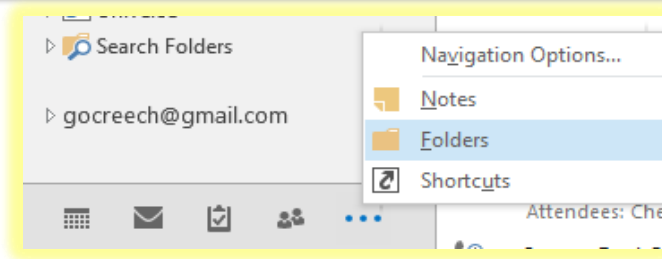 Search Folders
Navigation Options...
Notes
gocreech@gmail.com
Folders
Shortcuts
Attendees: Che